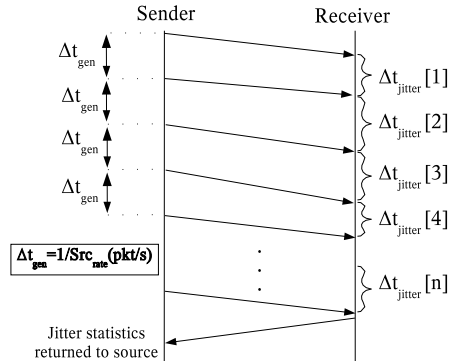 Sender Receiver
Δt_gen
Δt_gen
Δt_gen
Δt_gen
Δt_jitter [1]
Δt_jitter [2]
Δt_jitter [3]
Δt_jitter [4]
Δt_jitter [n]
Δt_gen=1/Src_rate(pkt/s)
Jitter statistics
returned to source